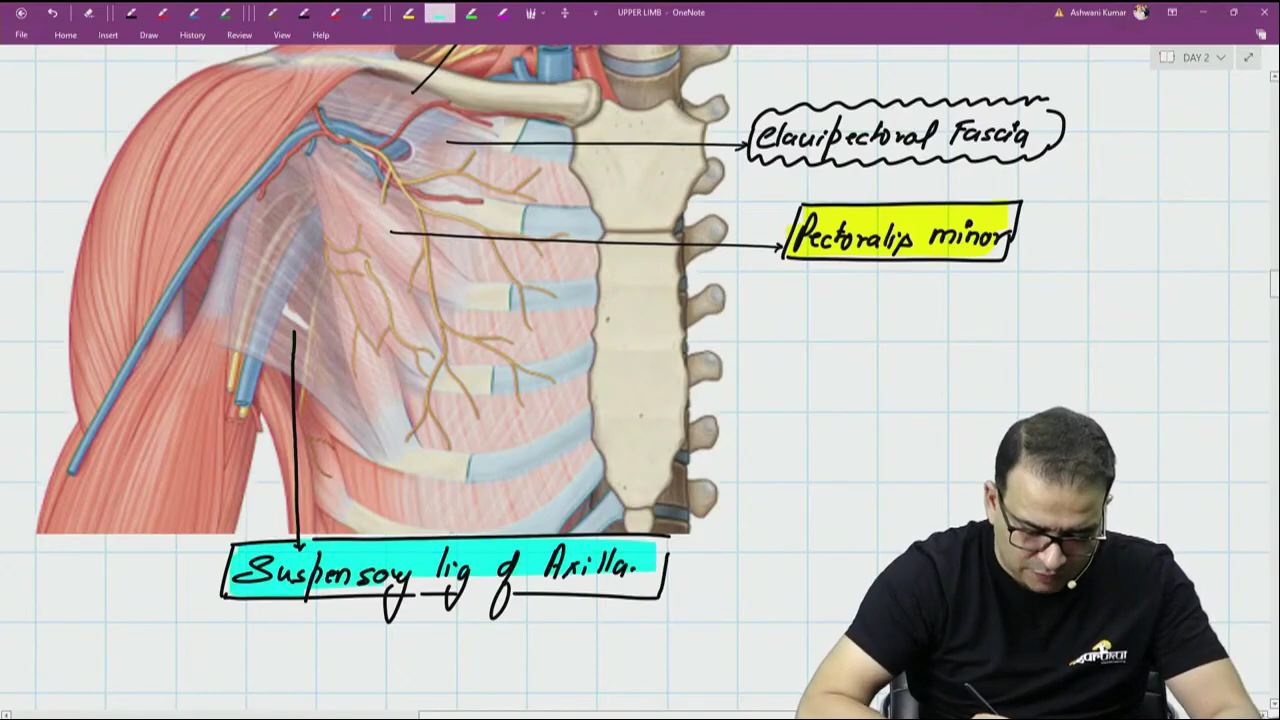 UPPER LIMB - OneNote
Ashwani Kumar
File Home Insert Draw History Review View Help
DAY 2
Clavipectoral Fascia
Pectoralis minor
Suspensory lig of Axilla.